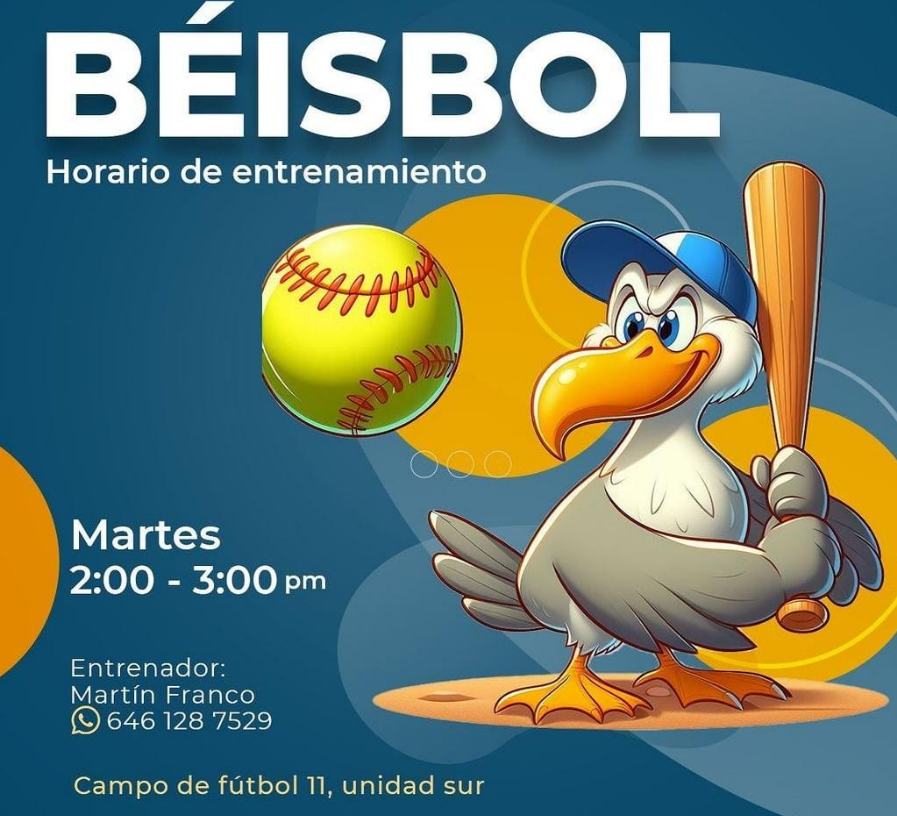 BÉISBOL
Horario de entrenamiento
Martes
2:00 - 3:00 pm
Entrenador:
Martín Franco
646 128 7529
Campo de fútbol 11, unidad sur